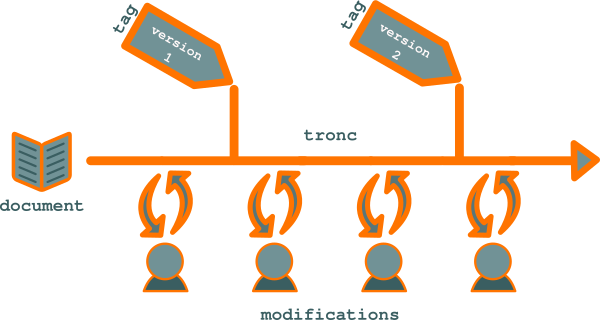 tag
version
1
tag
version
2
tronc
document
modifications